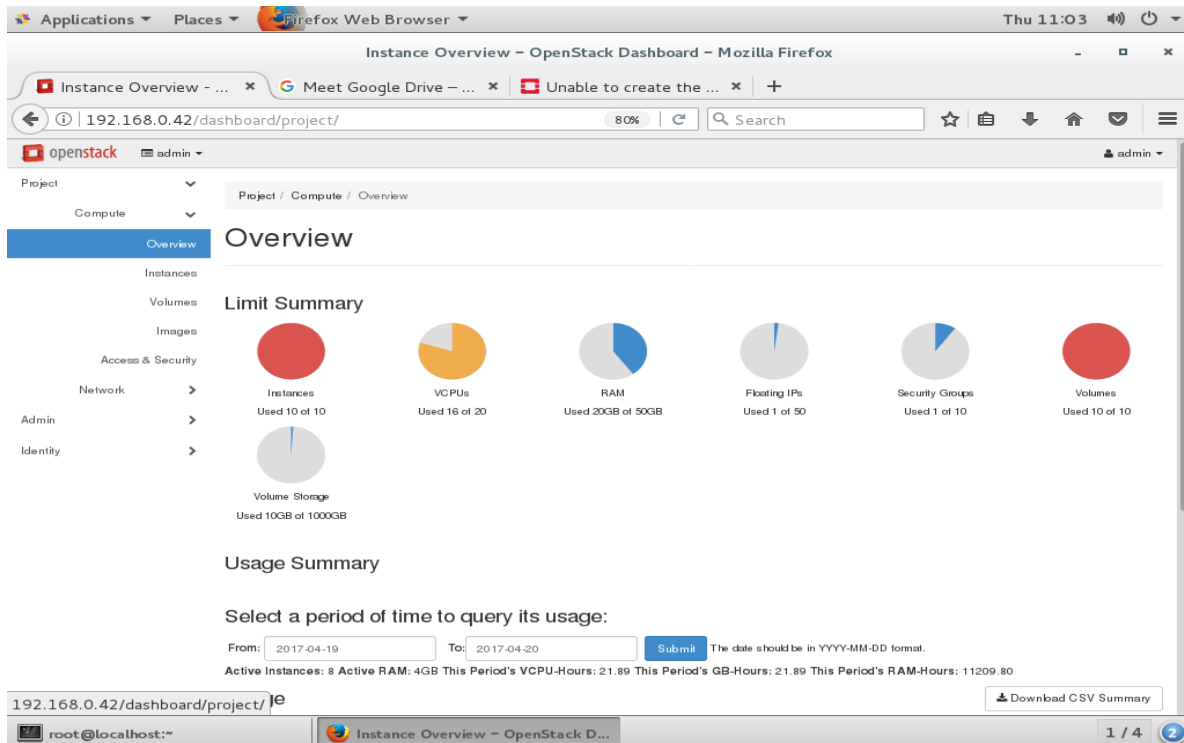 Applications Places Firefox Web Browser Thu 11:03
Instance Overview - OpenStack Dashboard - Mozilla Firefox
Instance Overview - ... Meet Google Drive – ... Unable to create the ...
192.168.0.42/dashboard/project/ 80% Search
openstack admin admin
Project
Compute
Overview
Instances
Volumes
Images
Access & Security
Network
Admin
Identity
Project / Compute / Overview
Overview
Limit Summary
Instances
Used 10 of 10
VCPUs
Used 16 of 20
RAM
Used 20GB of 50GB
Floating IPs
Used 1 of 50
Security Groups
Used 1 of 10
Volumes
Used 10 of 10
Volume Storage
Used 10GB of 1000GB
Usage Summary
Select a period of time to query its usage:
From: 2017-04-19 To: 2017-04-20 Submit The date should be in YYYY-MM-DD format.
Active Instances: 8 Active RAM: 4GB This Period's VCPU-Hours: 21.89 This Period's GB-Hours: 21.89 This Period's RAM-Hours: 11209.80
Download CSV Summary
192.168.0.42/dashboard/project/
root@localhost:~ Instance Overview - OpenStack D... 1 / 4 2